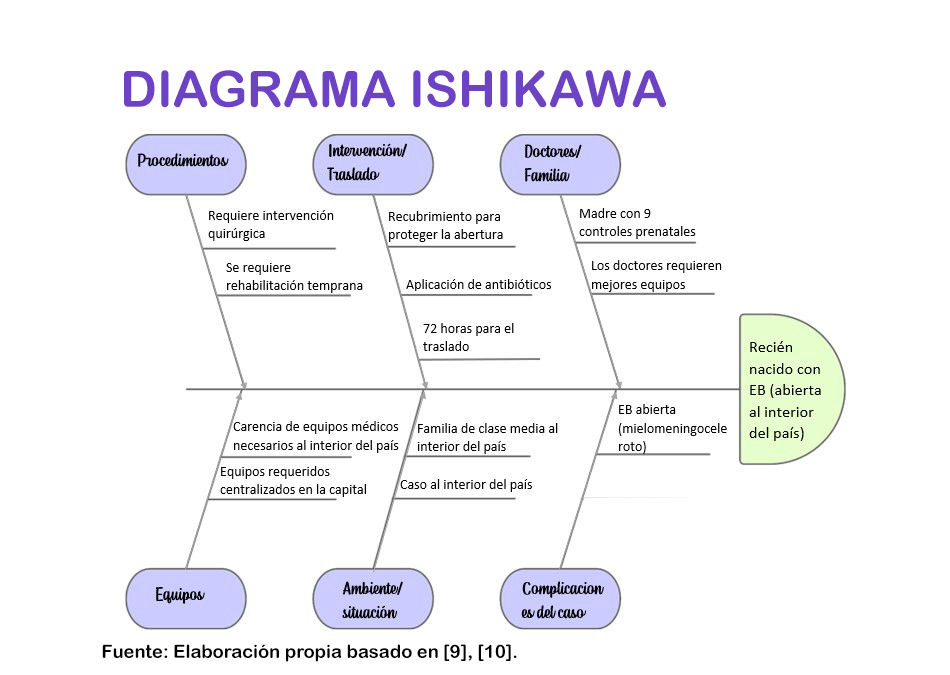 DIAGRAMA ISHIKAWA
Procedimientos
Intervención/
Traslado
Doctores/
Familia
Requiere intervención
quirúrgica
Se requiere
rehabilitación temprana
Recubrimiento para
proteger la abertura
Aplicación de antibióticos
72 horas para el
traslado
Madre con 9
controles prenatales
Los doctores requieren
mejores equipos
Recién
nacido con
EB (abierta
al interior
del país)
Carencia de equipos médicos
necesarios al interior del país
Equipos requeridos
centralizados en la capital
Familia de clase media al
interior del país
Caso al interior del país
EB abierta
(mielomeningocele
roto)
Equipos
Ambiente/
situación
Complicacion
es del caso
Fuente: Elaboración propia basado en [9], [10].